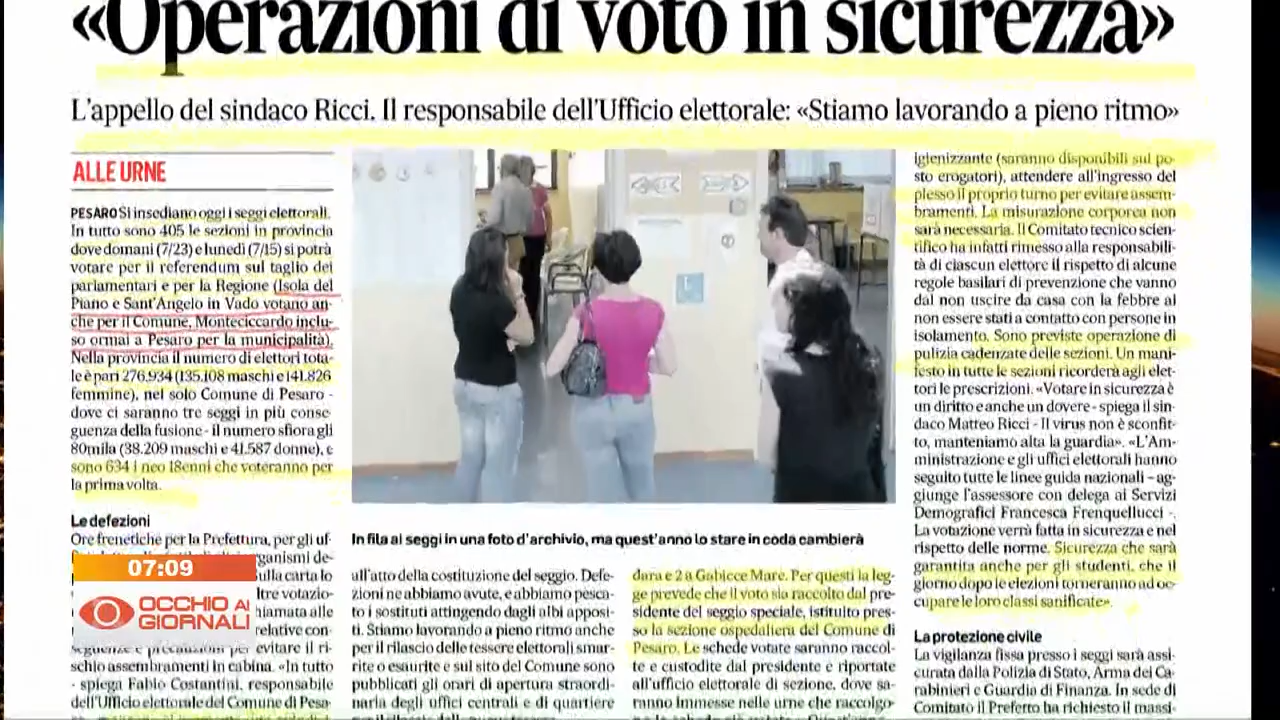 «Operazioni di voto in sicurezza»
L'appello del sindaco Ricci. Il responsabile dell'Ufficio elettorale: «Stiamo lavorando a pieno ritmo»
ALLE URNE
PESARO Si insediano oggi i seggi elettorali.
In tutto sono 405 le sezioni in provincia
dove domani (7/23) e lunedì (7/15) si potrà
votare per il referendum sul taglio dei
parlamentari e per la Regione (Isola del
Piano e Sant'Angelo in Vado votano an-
che per il Comune, Monteciccardo inclu-
so ormai a Pesaro per la municipalità).
Nella provincia il numero di elettori tota-
le è pari 276.934 (135.108 maschi e 141.826
femmine), nel solo Comune di Pesaro -
dove ci saranno tre seggi in più conse-
guenza della fusione - il numero sfiora gli
80mila (38.209 maschi e 41.587 donne), e
sono 634 i neo 18enni che voteranno per
la prima volta.
Le defezioni
Ore frenetiche per la Prefettura, per gli uf-
organismi de-
sulla carta lo
ltre votazio-
hiamata alle
relative con-
seguenze e precauzioni per evitare il ri-
schio assembramenti in cabina. «In tutto
- spiega Fabio Costantini, responsabile
dell'Ufficio elettorale del Comune di Pesa-
In fila ai seggi in una foto d'archivio, ma quest'anno lo stare in coda cambierà
all'atto della costituzione del seggio. Defe-
zioni ne abbiamo avute, e abbiamo pesca-
to i sostituti attingendo dagli albi apposi-
ti. Stiamo lavorando a pieno ritmo anche
per il rilascio delle tessere elettorali smar-
rite o esaurite e sul sito del Comune sono
pubblicati gli orari di apertura straordi-
naria degli uffici centrali e di quartiere
dara e 2 a Gabicce Mare. Per questi la leg-
ge prevede che il voto sia raccolto dal pre-
sidente del seggio speciale, istituito pres-
so la sezione ospedaliera del Comune di
Pesaro. Le schede votate saranno raccol-
te e custodite dal presidente e riportate
all'ufficio elettorale di sezione, dove sa-
ranno immesse nelle urne che raccolgo-
igienizzante (saranno disponibili sul po-
sto erogatori), attendere all'ingresso del
plesso il proprio turno per evitare assem-
bramenti. La misurazione corporea non
sarà necessaria. Il Comitato tecnico scien-
tifico ha infatti rimesso alla responsabili-
tà di ciascun elettore il rispetto di alcune
regole basilari di prevenzione che vanno
dal non uscire da casa con la febbre al
non essere stati a contatto con persone in
isolamento. Sono previste operazione di
pulizia cadenzate delle sezioni. Un mani-
festo in tutte le sezioni ricorderà agli elet-
tori le prescrizioni. «Votare in sicurezza è
un diritto e anche un dovere - spiega il sin-
daco Matteo Ricci - Il virus non è sconfit-
to, manteniamo alta la guardia». «L'Am-
ministrazione e gli uffici elettorali hanno
seguito tutte le linee guida nazionali - ag-
giunge l'assessore con delega ai Servizi
Demografici Francesca Frenquellucci -.
La votazione verrà fatta in sicurezza e nel
rispetto delle norme. Sicurezza che sarà
garantita anche per gli studenti, che il
giorno dopo le elezioni torneranno ad oc-
cupare le loro classi sanificate».
La protezione civile
La vigilanza fissa presso i seggi sarà assi-
curata dalla Polizia di Stato, Arma dei Ca-
rabinieri e Guardia di Finanza. In sede di
Comitato il Prefetto ha richiesto il massi-
07:09
OCCHIO AI
GIORNALI